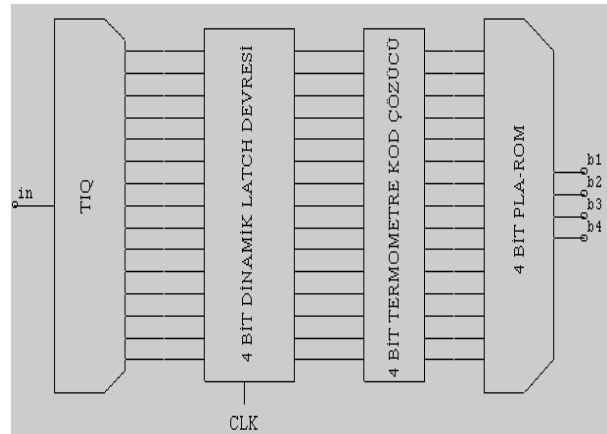 in
TIQ
4 BİT DİNAMİK LATCH DEVRESİ
CLK
4 BİT TERMOMETRE KOD ÇÖZÜCÜ
4 BİT PLA-ROM
b1
b2
b3
b4